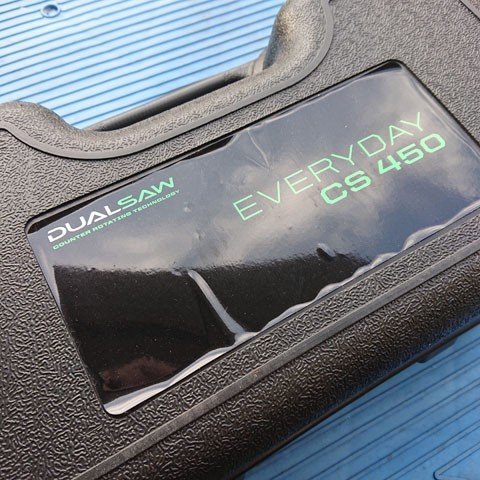 DUALSAW
COUNTER ROTATING TECHNOLOGY
EVERYDAY
CS 450